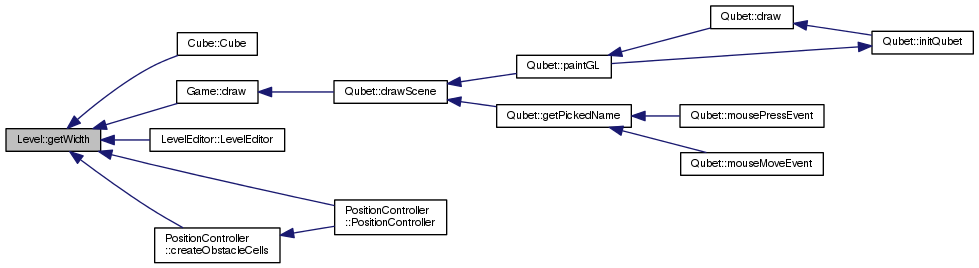 Level::getWidth
Cube::Cube
Game::draw
LevelEditor::LevelEditor
PositionController
::createObstacleCells
PositionController
::PositionController
Qubet::drawScene
Qubet::paintGL
Qubet::getPickedName
Qubet::draw
Qubet::initQubet
Qubet::mousePressEvent
Qubet::mouseMoveEvent